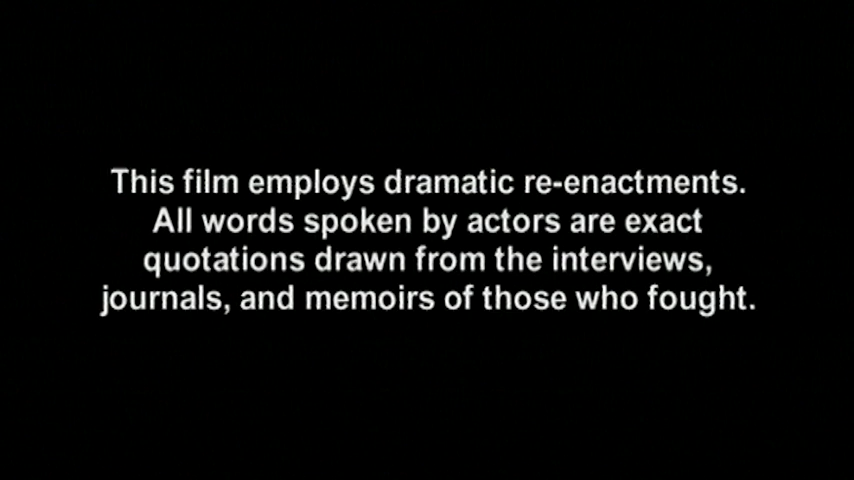 This film employs dramatic re-enactments.
All words spoken by actors are exact
quotations drawn from the interviews,
journals, and memoirs of those who fought.